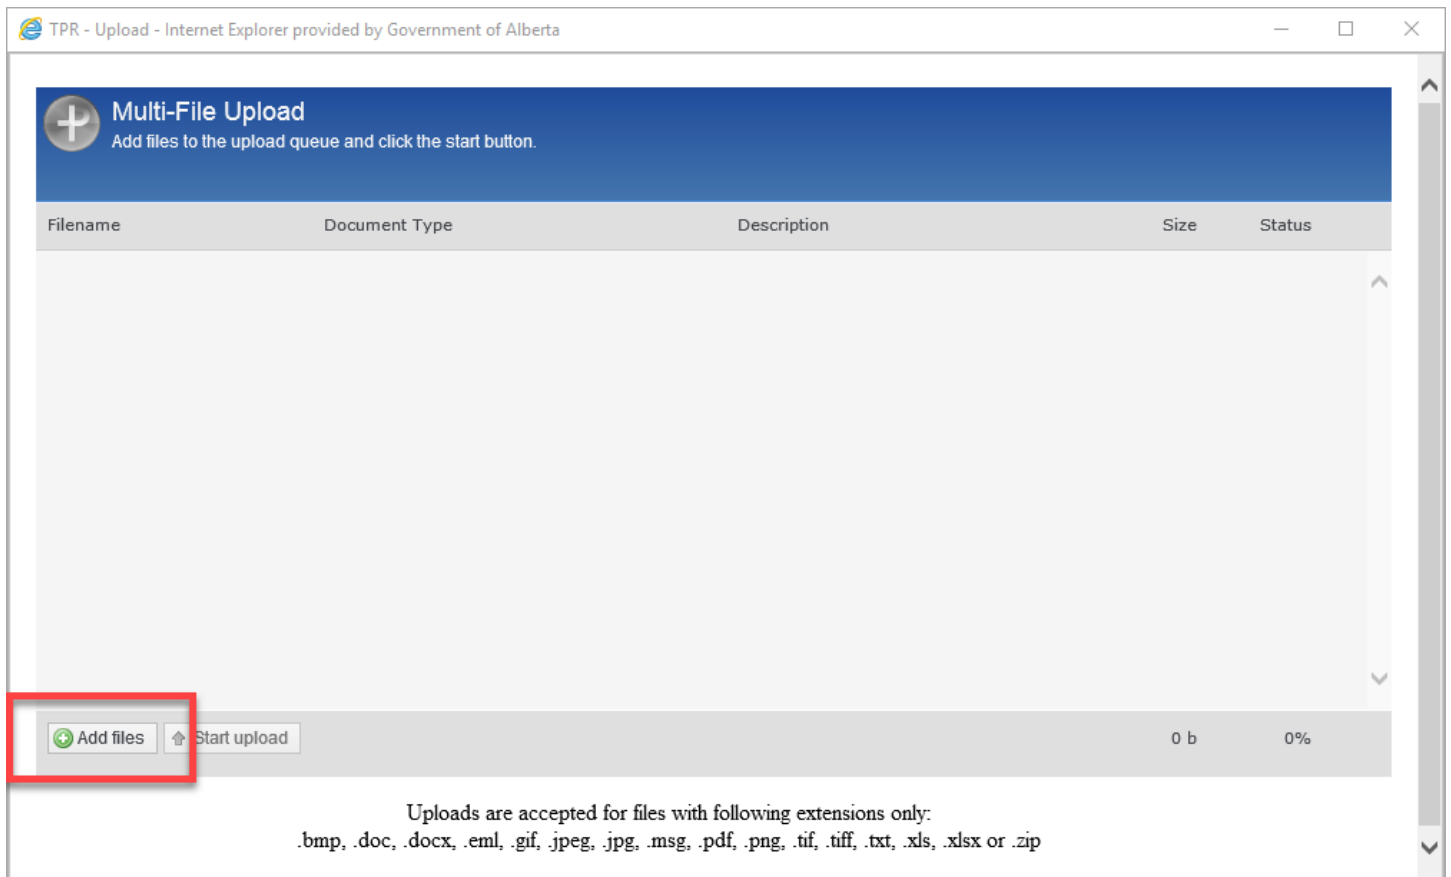 TPR - Upload - Internet Explorer provided by Government of Alberta
Multi-File Upload
Add files to the upload queue and click the start button.
Filename Document Type Description Size Status
Add files Start upload 0 b 0%
Uploads are accepted for files with following extensions only:
.bmp, .doc, .docx, .eml, .gif, .jpeg, .jpg, .msg, .pdf, .png, .tif, .tiff, .txt, .xls, .xlsx or .zip